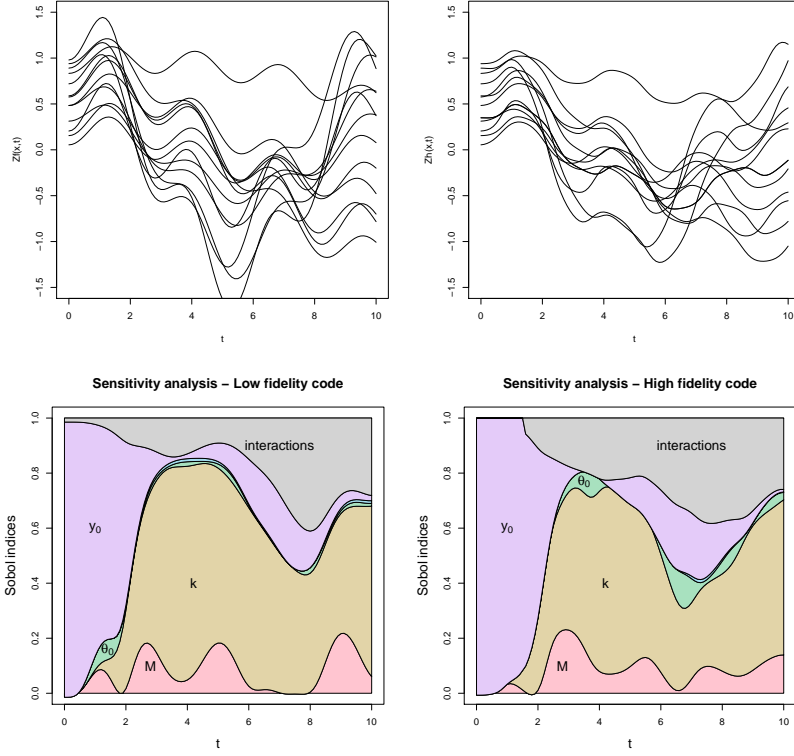 Zf(x,t)
1.5
1.0
0.5
0.0
−0.5
−1.0
−1.5
0 2 4 6 8 10
t
Zh(x,t)
1.5
1.0
0.5
0.0
−0.5
−1.0
−1.5
0 2 4 6 8 10
t
Sensitivity analysis − Low fidelity code
Sobol indices
1.0
0.8
0.6
0.4
0.2
0.0
interactions
y₀
k
θ₀
M
0 2 4 6 8 10
t
Sensitivity analysis − High fidelity code
Sobol indices
1.0
0.8
0.6
0.4
0.2
0.0
interactions
θ₀
y₀
k
M
0 2 4 6 8 10
t